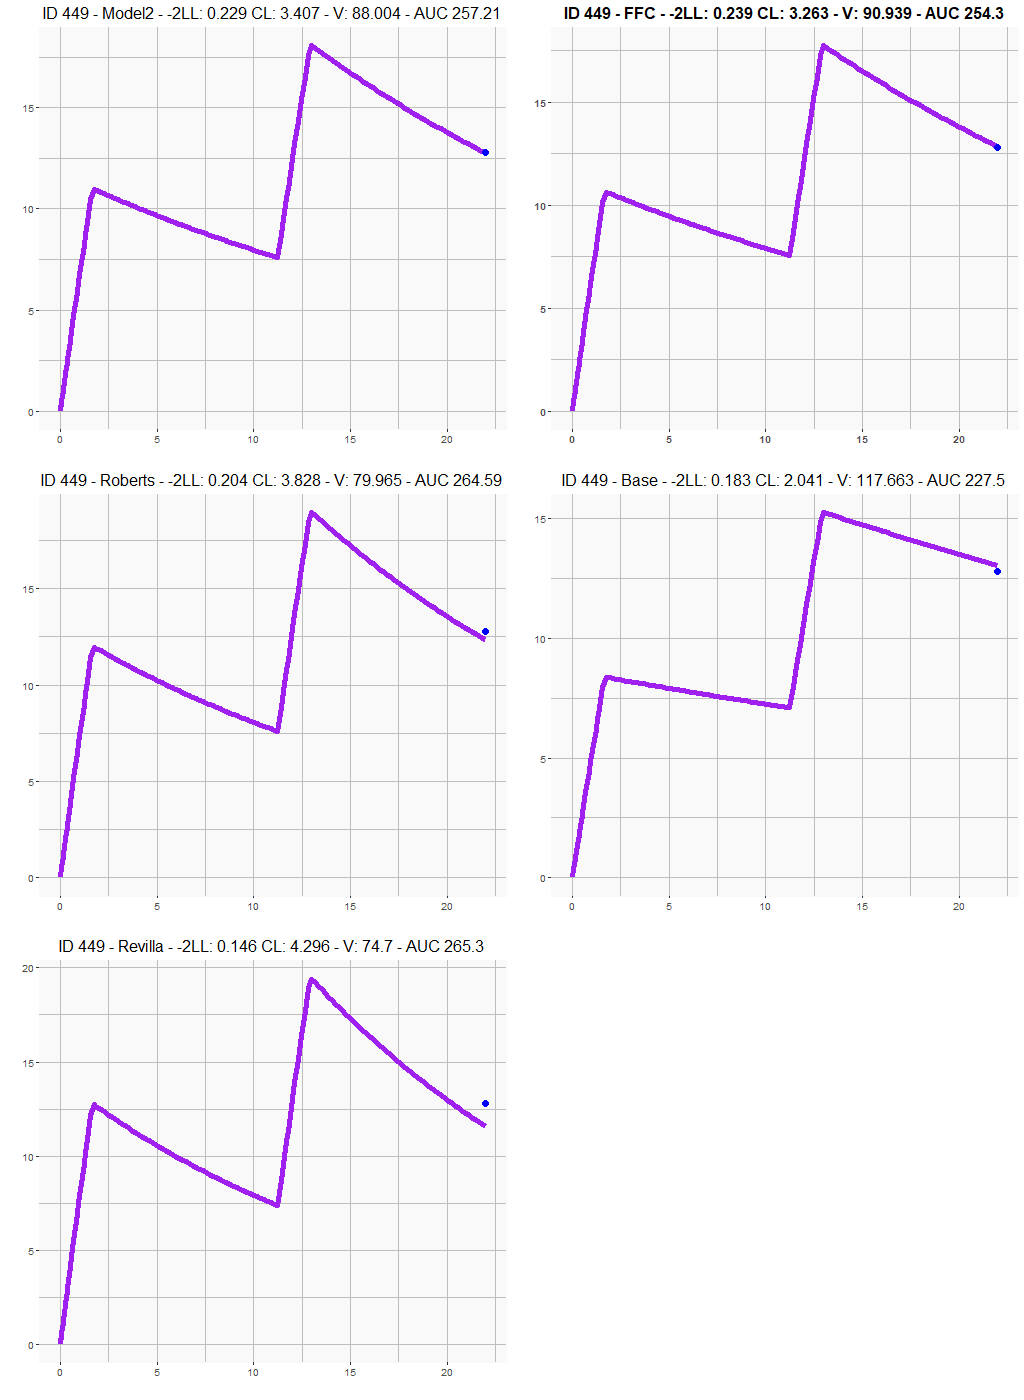 ID 449 - Model2 - -2LL: 0.229 CL: 3.407 - V: 88.004 - AUC 257.21
15
10
5
0
0 5 10 15 20
ID 449 - FFC - -2LL: 0.239 CL: 3.263 - V: 90.939 - AUC 254.3
15
10
5
0
0 5 10 15 20
ID 449 - Roberts - -2LL: 0.204 CL: 3.828 - V: 79.965 - AUC 264.59
15
10
5
0
0 5 10 15 20
ID 449 - Base - -2LL: 0.183 CL: 2.041 - V: 117.663 - AUC 227.5
15
10
5
0
0 5 10 15 20
ID 449 - Revilla - -2LL: 0.146 CL: 4.296 - V: 74.7 - AUC 265.3
20
15
10
5
0
0 5 10 15 20